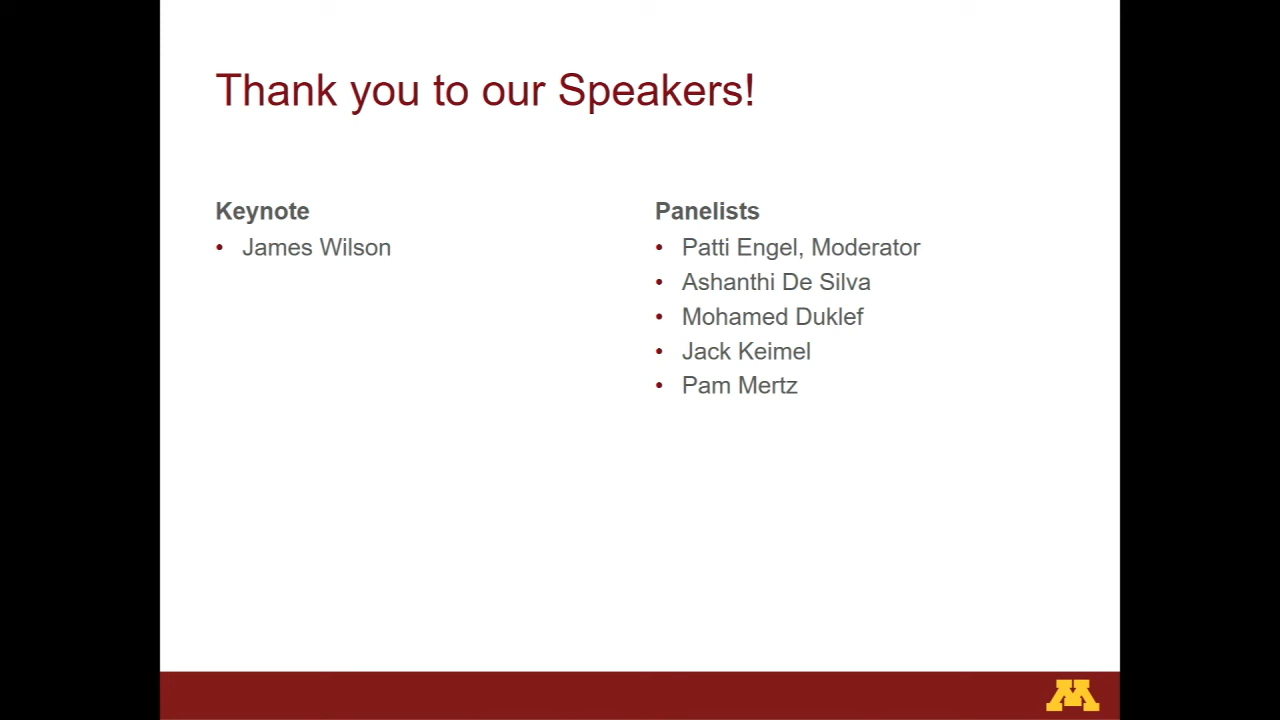 Thank you to our Speakers!
Keynote
• James Wilson
Panelists
• Patti Engel, Moderator
• Ashanthi De Silva
• Mohamed Duklef
• Jack Keimel
• Pam Mertz
M